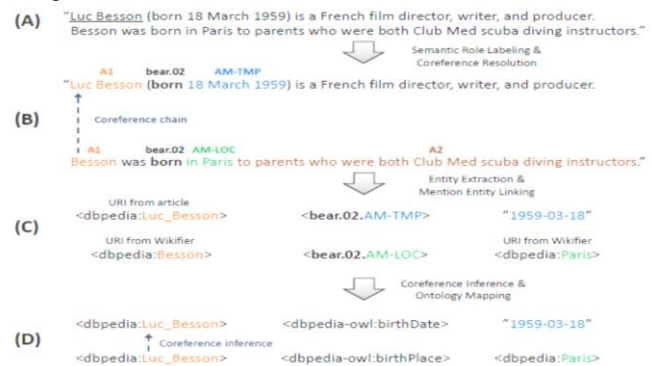 (A)
"Luc Besson (born 18 March 1959) is a French film director, writer, and producer.
Besson was born in Paris to parents who were both Club Med scuba diving instructors."
Semantic Role Labeling &
Coreference Resolution
A1 bear.02 AM-TMP
"Luc Besson (born 18 March 1959) is a French film director, writer, and producer.
(B)
Coreference chain
A1 bear.02 AM-LOC A2
Besson was born in Paris to parents who were both Club Med scuba diving instructors."
Entity Extraction &
Mention Entity Linking
(C)
URI from article
<dbpedia:Luc_Besson> <bear.02.AM-TMP> "1959-03-18"
URI from Wikifier URI from Wikifier
<dbpedia:Besson> <bear.02.AM-LOC> <dbpedia:Paris>
Coreference Inference &
Ontology Mapping
(D)
<dbpedia:Luc_Besson> <dbpedia-owl:birthDate> "1959-03-18"
Coreference inference
<dbpedia:Luc_Besson> <dbpedia-owl:birthPlace> <dbpedia:Paris>